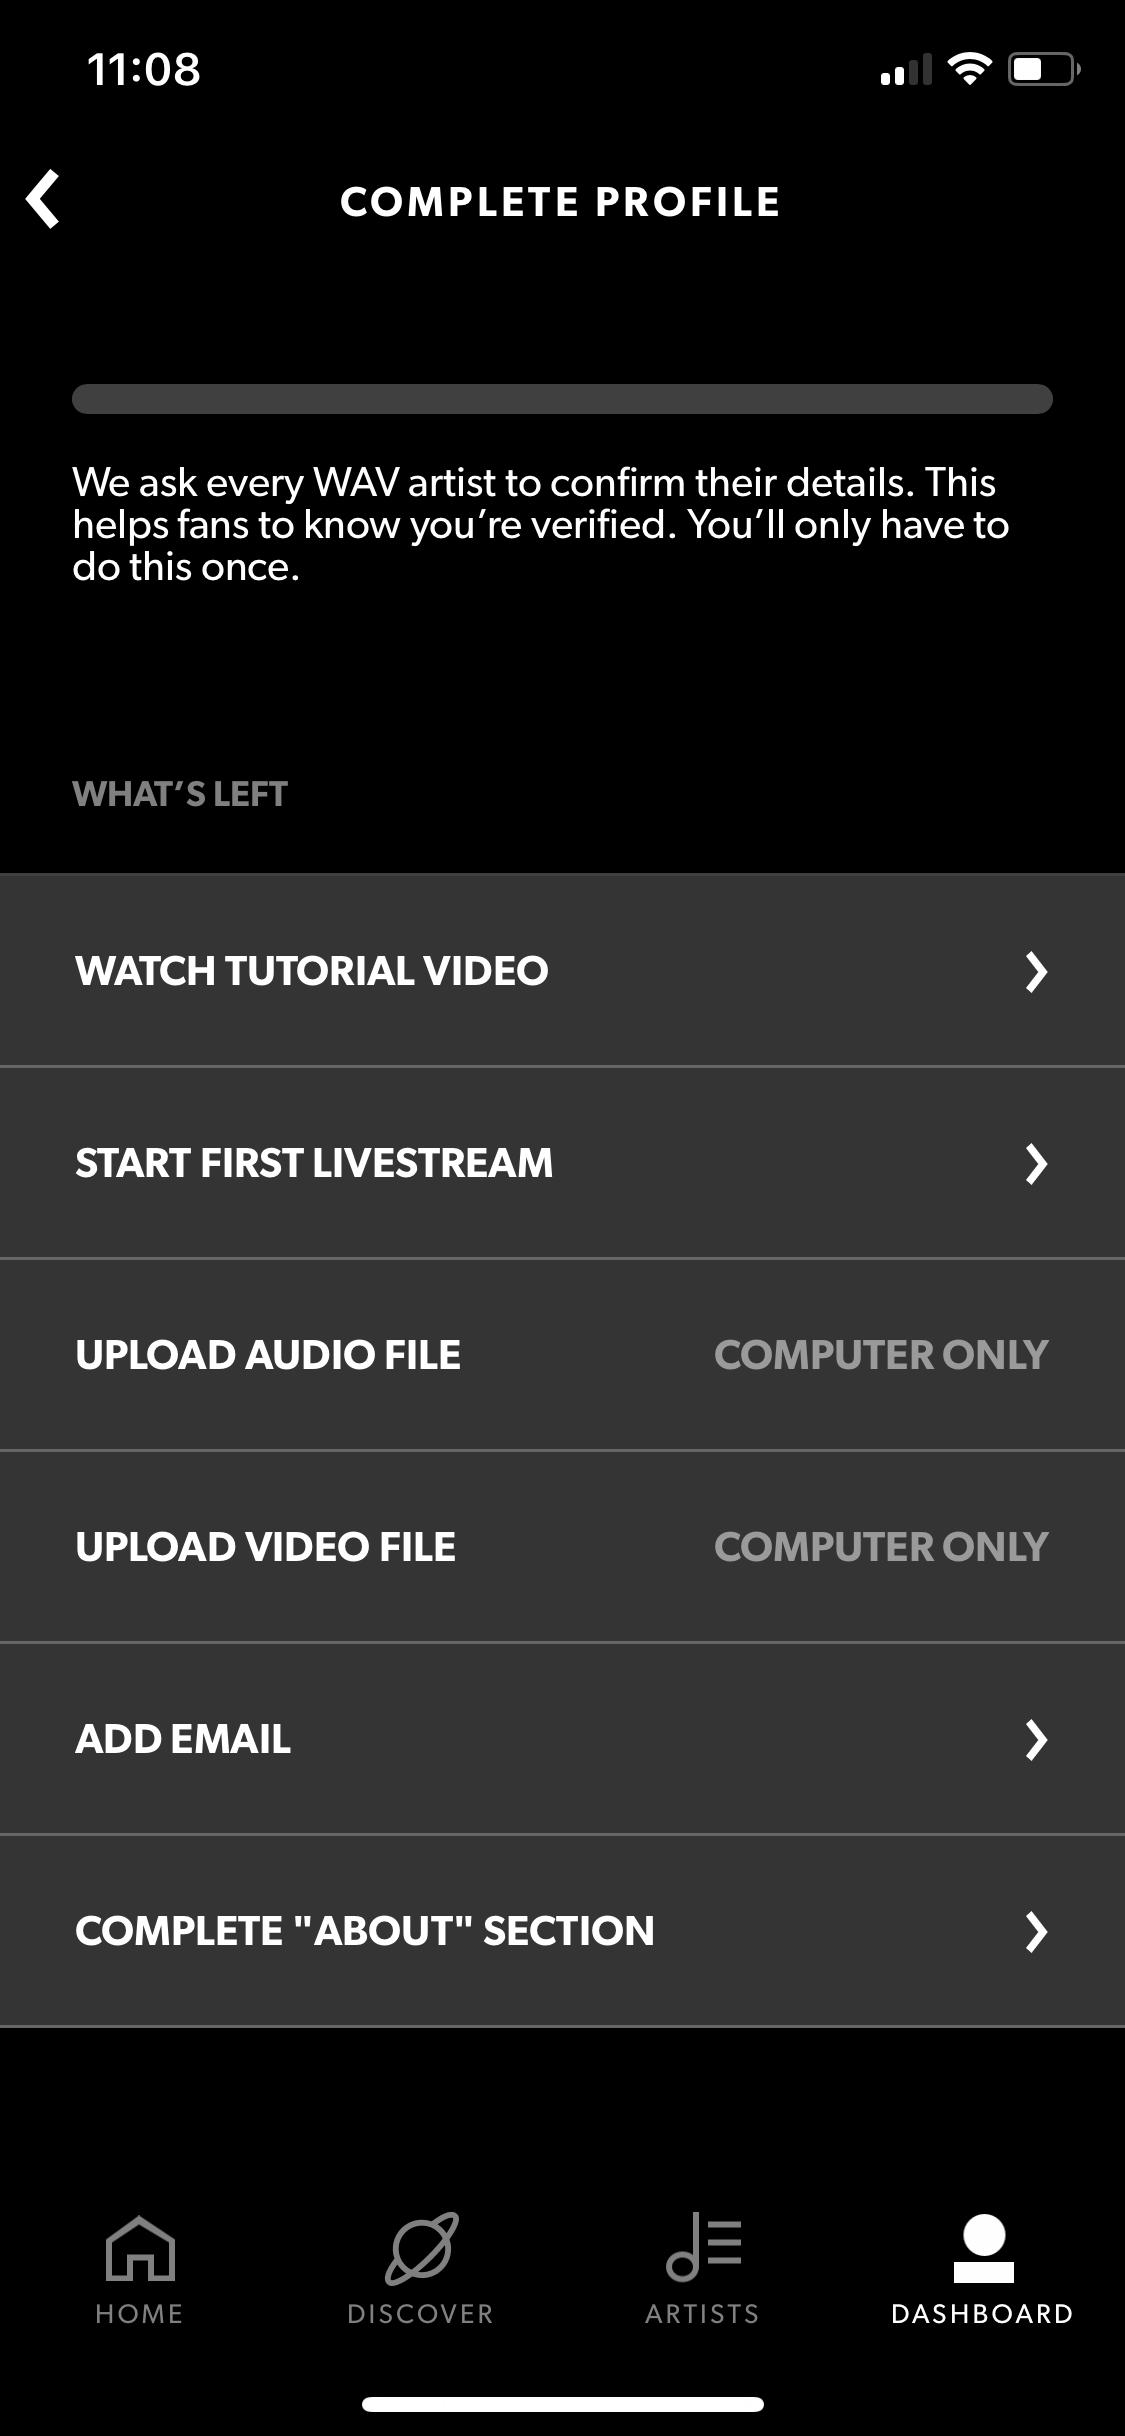 11:08
COMPLETE PROFILE
We ask every WAV artist to confirm their details. This
helps fans to know you’re verified. You’ll only have to
do this once.
WHAT’S LEFT
WATCH TUTORIAL VIDEO
START FIRST LIVESTREAM
UPLOAD AUDIO FILE COMPUTER ONLY
UPLOAD VIDEO FILE COMPUTER ONLY
ADD EMAIL
COMPLETE "ABOUT" SECTION
HOME DISCOVER ARTISTS DASHBOARD